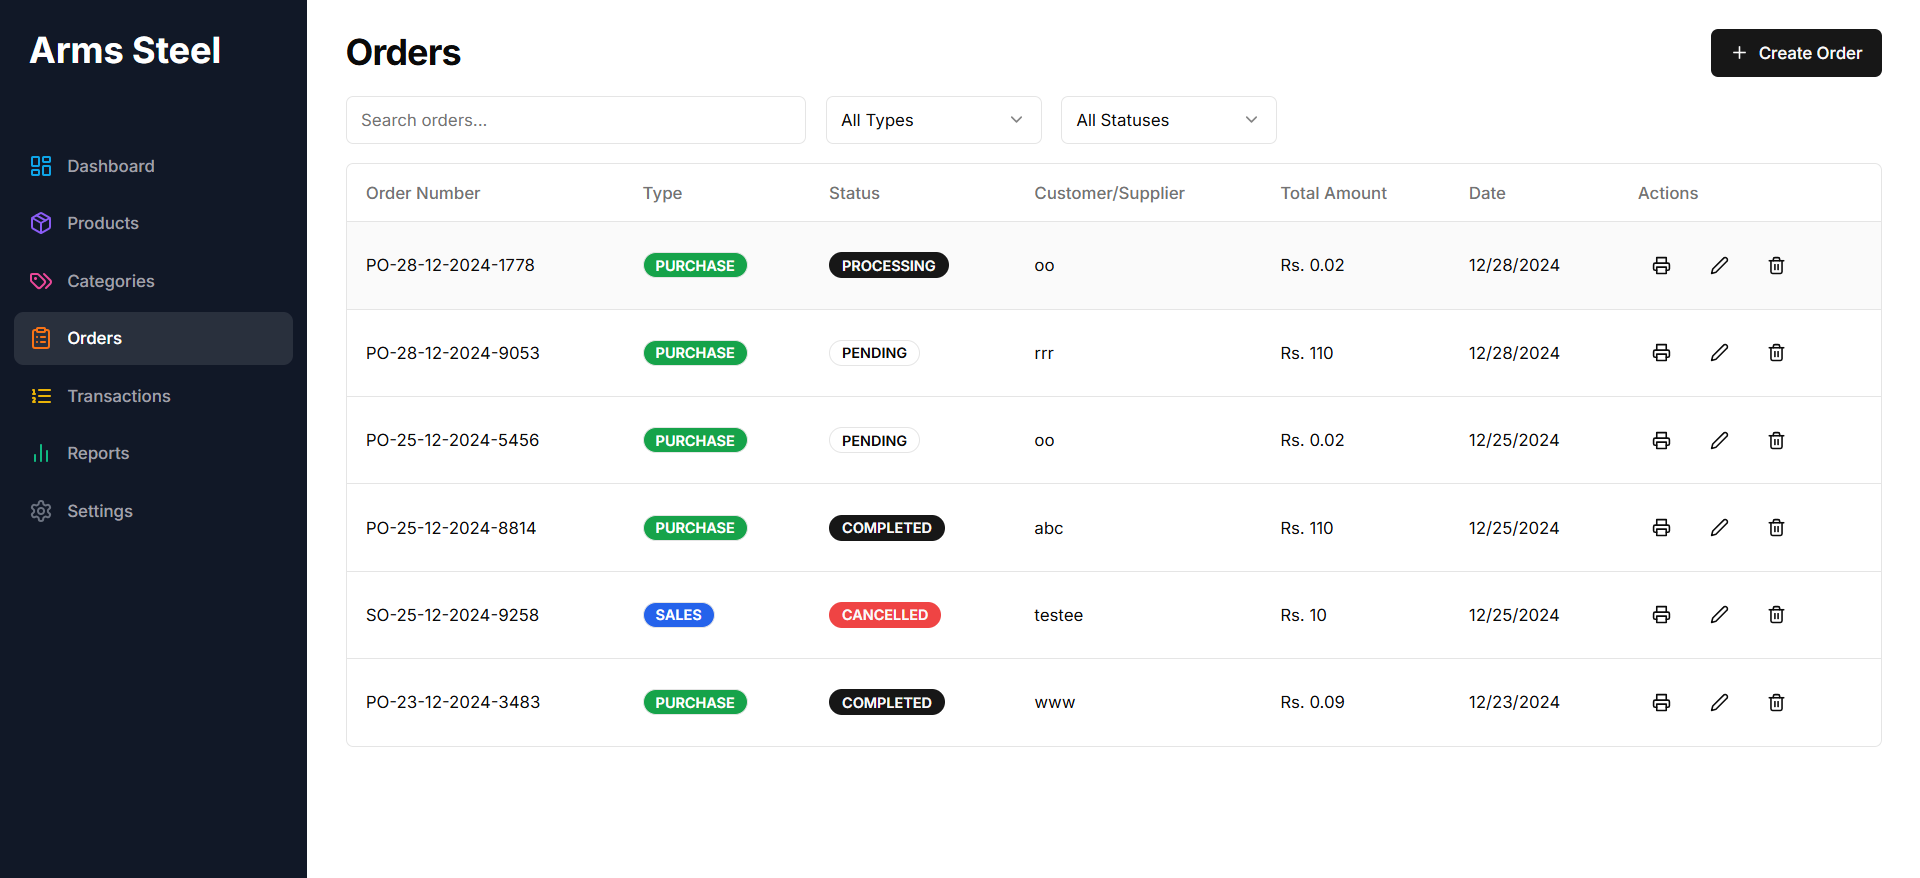 Arms Steel
Dashboard
Products
Categories
Orders
Transactions
Reports
Settings
Orders
Create Order
Search orders...
All Types
All Statuses
Order Number Type Status Customer/Supplier Total Amount Date Actions
PO-28-12-2024-1778 PURCHASE PROCESSING oo Rs. 0.02 12/28/2024
PO-28-12-2024-9053 PURCHASE PENDING rrr Rs. 110 12/28/2024
PO-25-12-2024-5456 PURCHASE PENDING oo Rs. 0.02 12/25/2024
PO-25-12-2024-8814 PURCHASE COMPLETED abc Rs. 110 12/25/2024
SO-25-12-2024-9258 SALES CANCELLED testee Rs. 10 12/25/2024
PO-23-12-2024-3483 PURCHASE COMPLETED www Rs. 0.09 12/23/2024